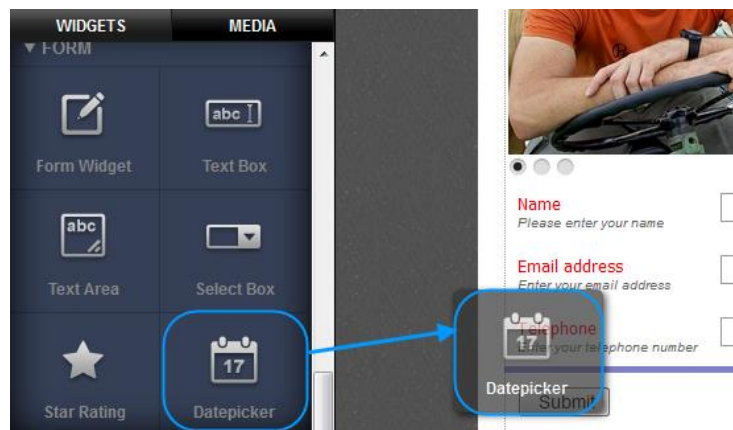 WIDGETS MEDIA
FORM
abc
Form Widget Text Box
abc
Text Area Select Box
17
Star Rating Datepicker
Name
Please enter your name
Email address
Enter your email address
Telephone
Enter your telephone number
17
Datepicker
Submit